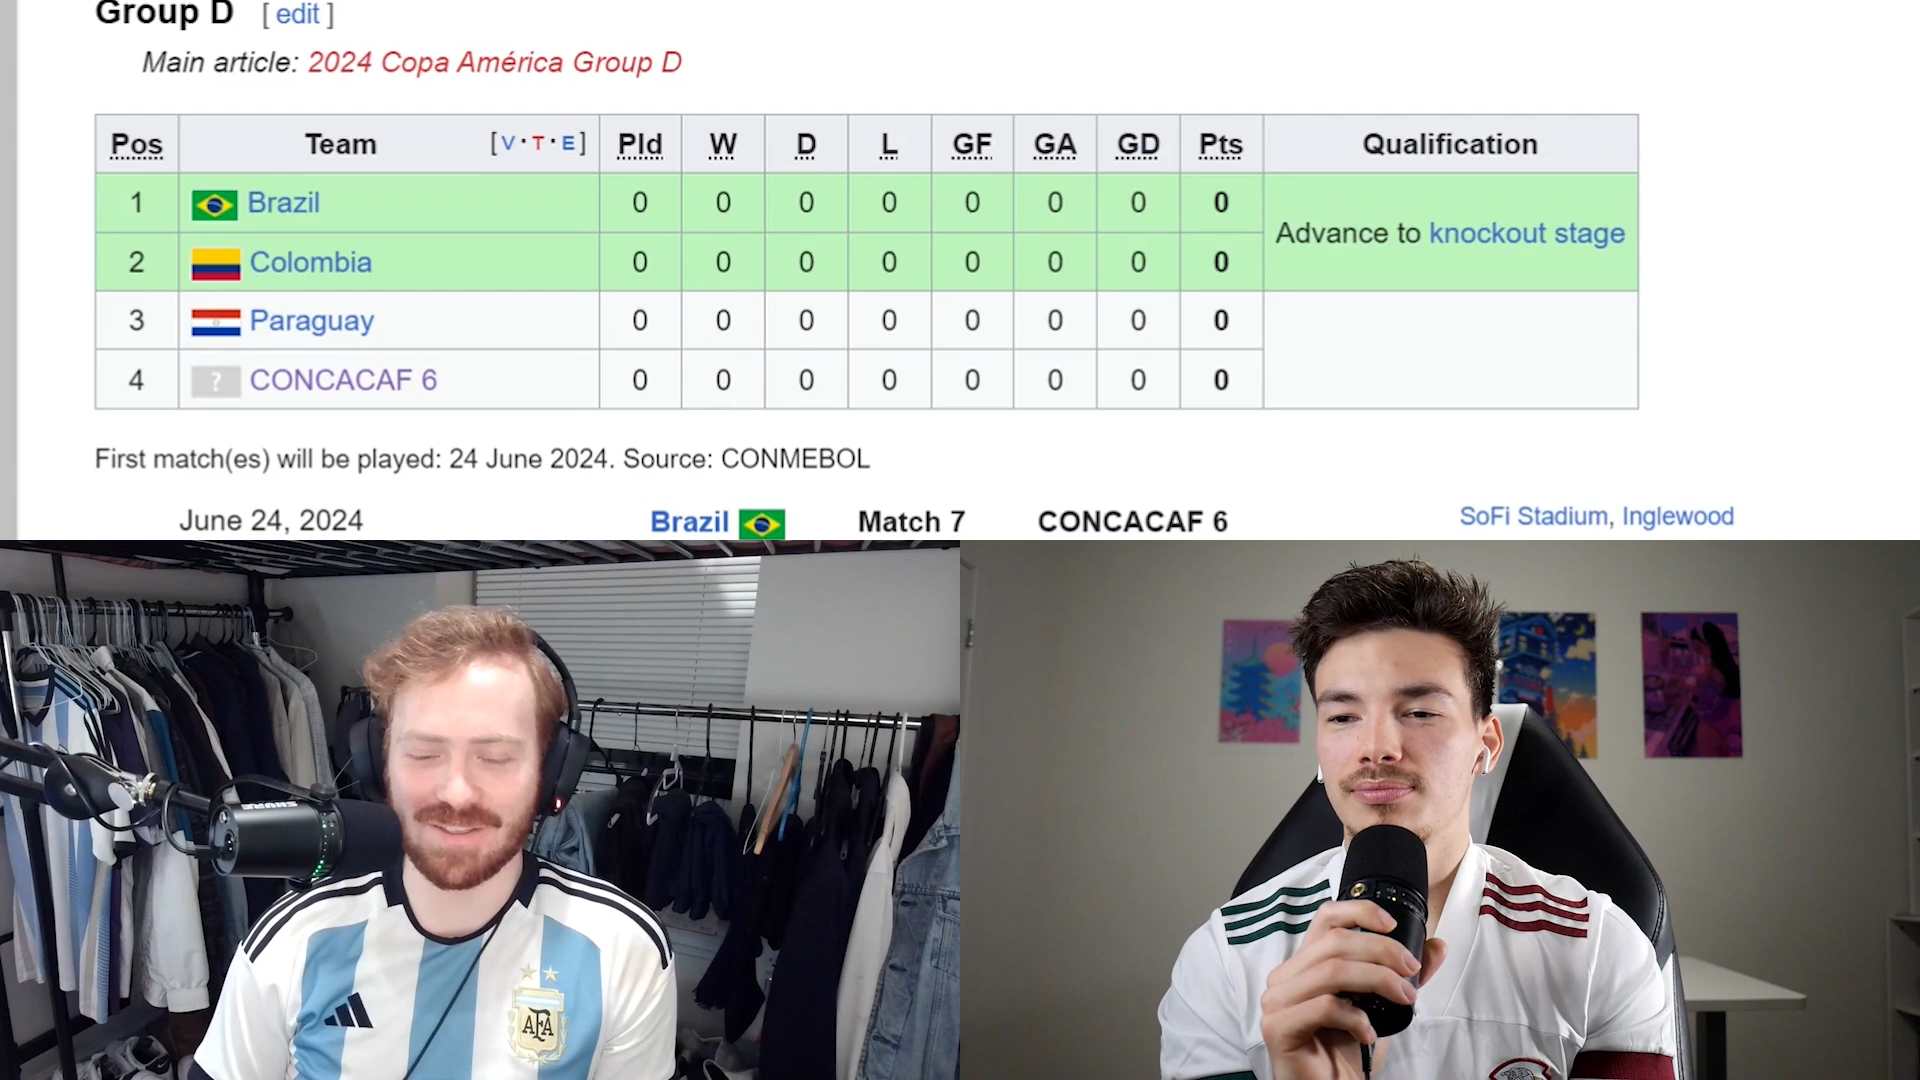 Group D [ edit ]
Main article: 2024 Copa América Group D
Pos Team [V·T·E] Pld W D L GF GA GD Pts Qualification
1 Brazil 0 0 0 0 0 0 0 0 Advance to knockout stage
2 Colombia 0 0 0 0 0 0 0 0
3 Paraguay 0 0 0 0 0 0 0 0
4 ? CONCACAF 6 0 0 0 0 0 0 0 0
First match(es) will be played: 24 June 2024. Source: CONMEBOL
June 24, 2024 Brazil Match 7 CONCACAF 6 SoFi Stadium, Inglewood
SHURE
AFA